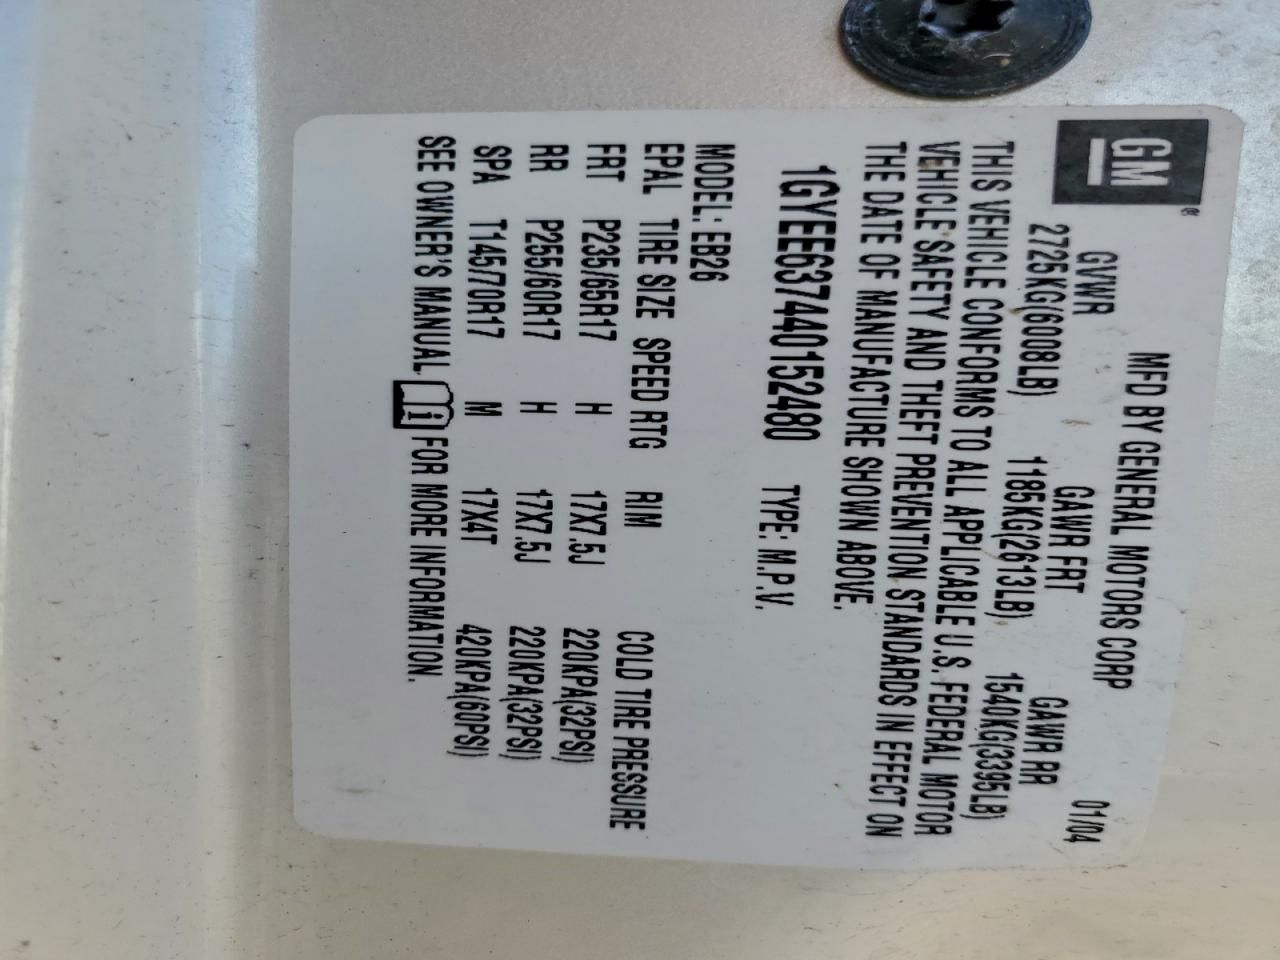 GM®
MFD BY GENERAL MOTORS CORP 01/04
GVWR GAWR FRT GAWR RR
2725KG(6008LB) 1185KG(2613LB) 1540KG(3395LB)
THIS VEHICLE CONFORMS TO ALL APPLICABLE U.S. FEDERAL MOTOR
VEHICLE SAFETY AND THEFT PREVENTION STANDARDS IN EFFECT ON
THE DATE OF MANUFACTURE SHOWN ABOVE.
1GYEE637440152480 TYPE: M.P.V.
MODEL: EB26
EPAL TIRE SIZE SPEED RTG RIM COLD TIRE PRESSURE
FRT P235/65R17 H 17X7.5J 220KPA(32PSI)
RR P255/60R17 H 17X7.5J 220KPA(32PSI)
SPA T145/70R17 M 17X4T 420KPA(60PSI)
SEE OWNER'S MANUAL i FOR MORE INFORMATION.